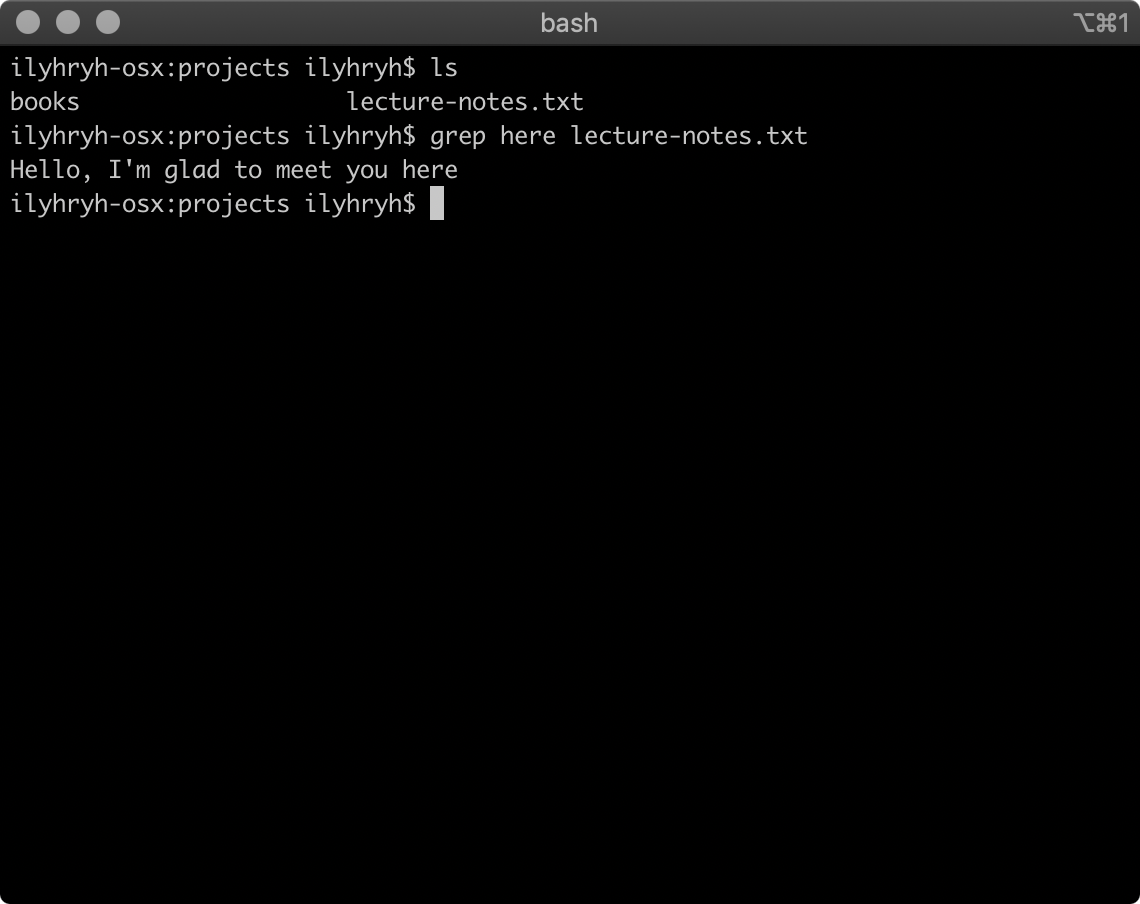 bash ⌥⌘1
ilyhryh-osx:projects ilyhryh$ ls
books                   lecture-notes.txt
ilyhryh-osx:projects ilyhryh$ grep here lecture-notes.txt
Hello, I'm glad to meet you here
ilyhryh-osx:projects ilyhryh$